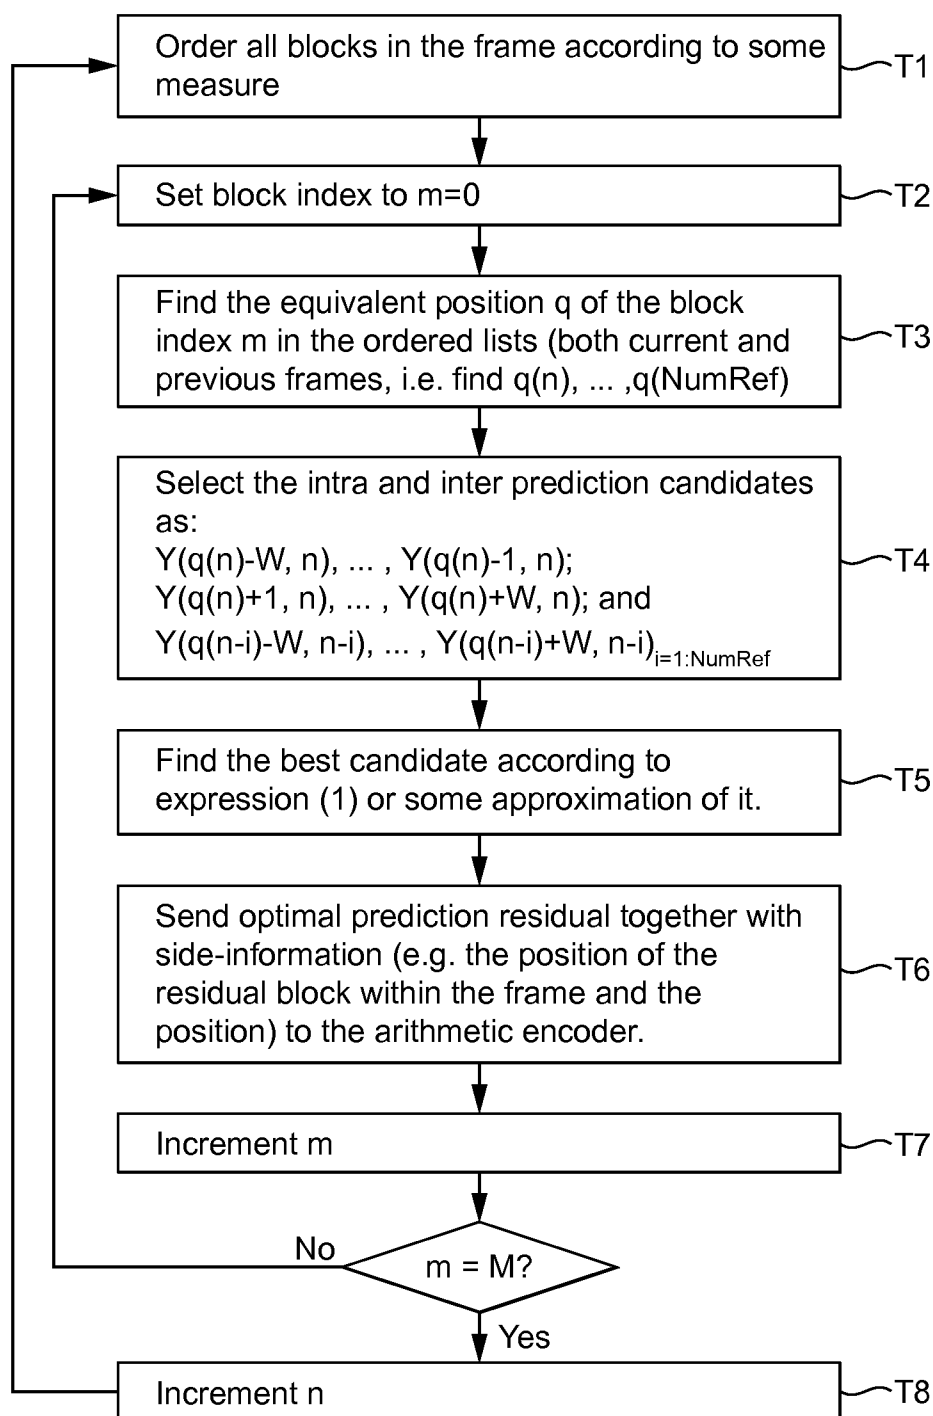 Order all blocks in the frame according to some
measure
T1
Set block index to m=0
T2
Find the equivalent position q of the block
index m in the ordered lists (both current and
previous frames, i.e. find q(n), ... ,q(NumRef)
T3
Select the intra and inter prediction candidates
as:
Y(q(n)-W, n), ... , Y(q(n)-1, n);
Y(q(n)+1, n), ... , Y(q(n)+W, n); and
Y(q(n-i)-W, n-i), ... , Y(q(n-i)+W, n-i)i=1:NumRef
T4
Find the best candidate according to
expression (1) or some approximation of it.
T5
Send optimal prediction residual together with
side-information (e.g. the position of the
residual block within the frame and the
position) to the arithmetic encoder.
T6
Increment m
T7
No
m = M?
Yes
Increment n
T8